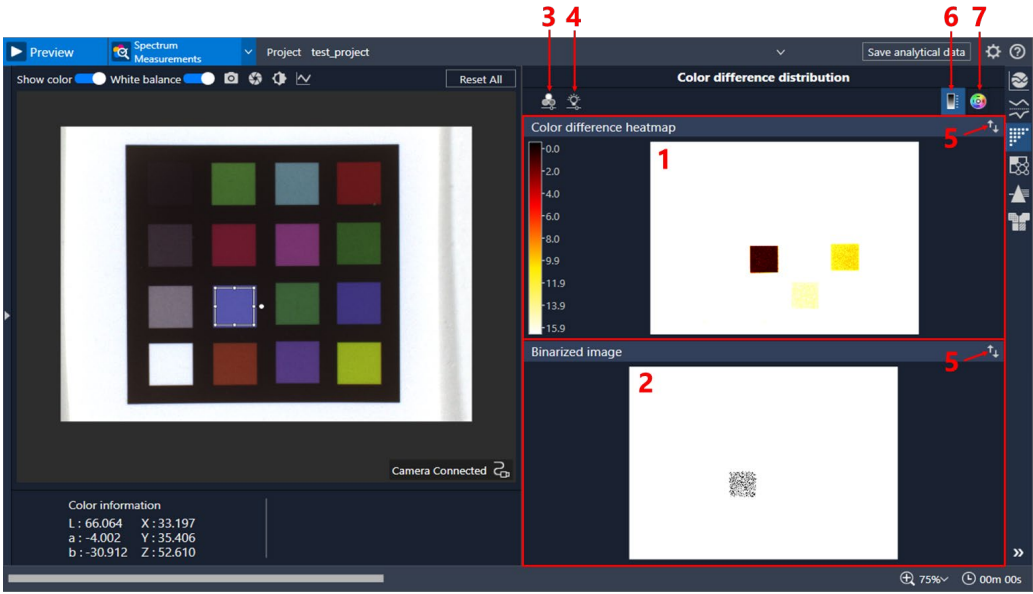 3 4 6 7
Preview
Spectrum
Measurements
Project test_project
Save analytical data
Show color
White balance
Reset All
Color difference distribution
Color difference heatmap
5
1
0.0
2.0
4.0
6.0
8.0
9.9
11.9
13.9
15.9
Binarized image
5
2
Camera Connected
Color information
L : 66.064 X : 33.197
a : -4.002 Y : 35.406
b : -30.912 Z : 52.610
75%
00m 00s